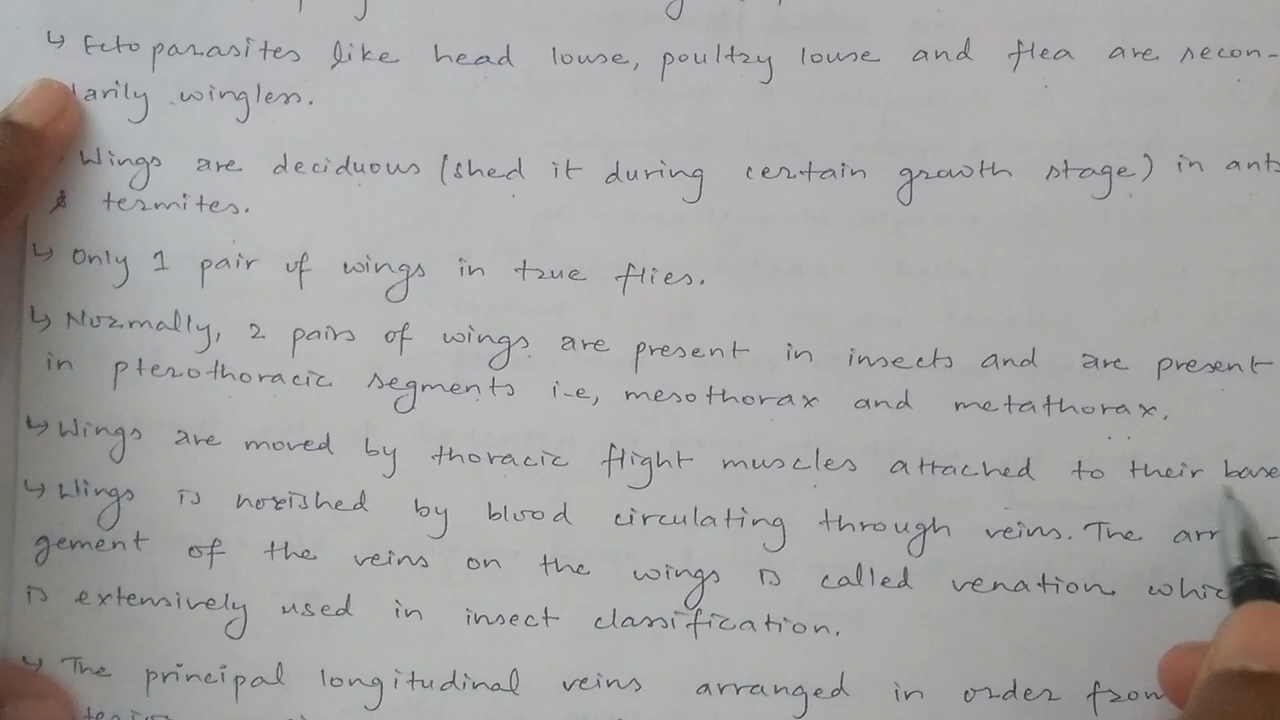 ↳ Ectoparasites like head louse, poultry louse and flea are secon-
darily wingless.
Wings are deciduous (shed it during certain growth stage) in ants
& termites.
↳ Only 1 pair of wings in true flies.
↳ Normally, 2 pairs of wings are present in insects and are present
in pterothoracic segments i.e, mesothorax and metathorax.
↳ Wings are moved by thoracic flight muscles attached to their base
↳ Wings is norished by blood circulating through veins. The arr -
gement of the veins on the wings is called venation whic
is extensively used in insect classification.
↳ The principal longitudinal veins arranged in order from